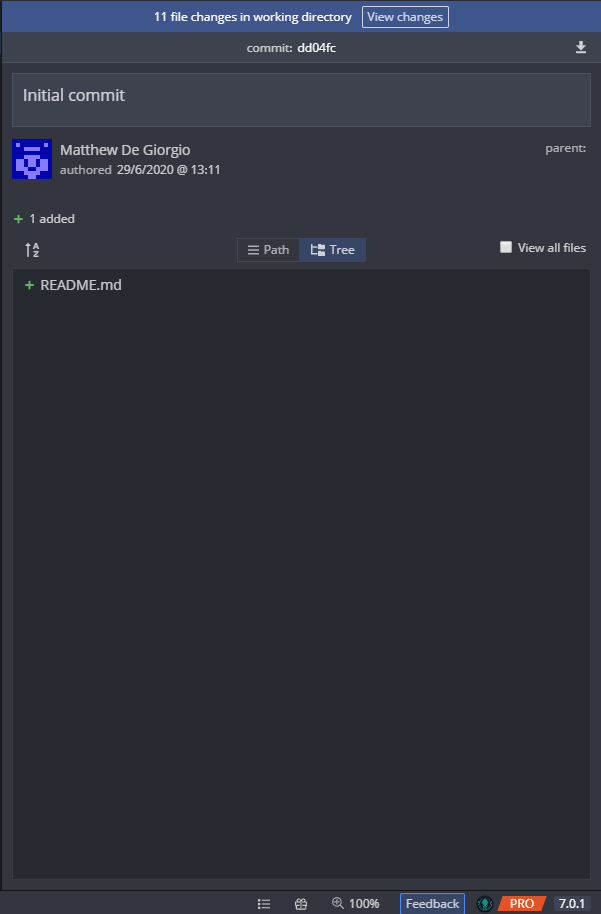 11 file changes in working directory View changes
commit: dd04fc
Initial commit
Matthew De Giorgio
authored 29/6/2020 @ 13:11
parent:
+ 1 added
A
Z
Path Tree View all files
+ README.md
100% Feedback PRO 7.0.1